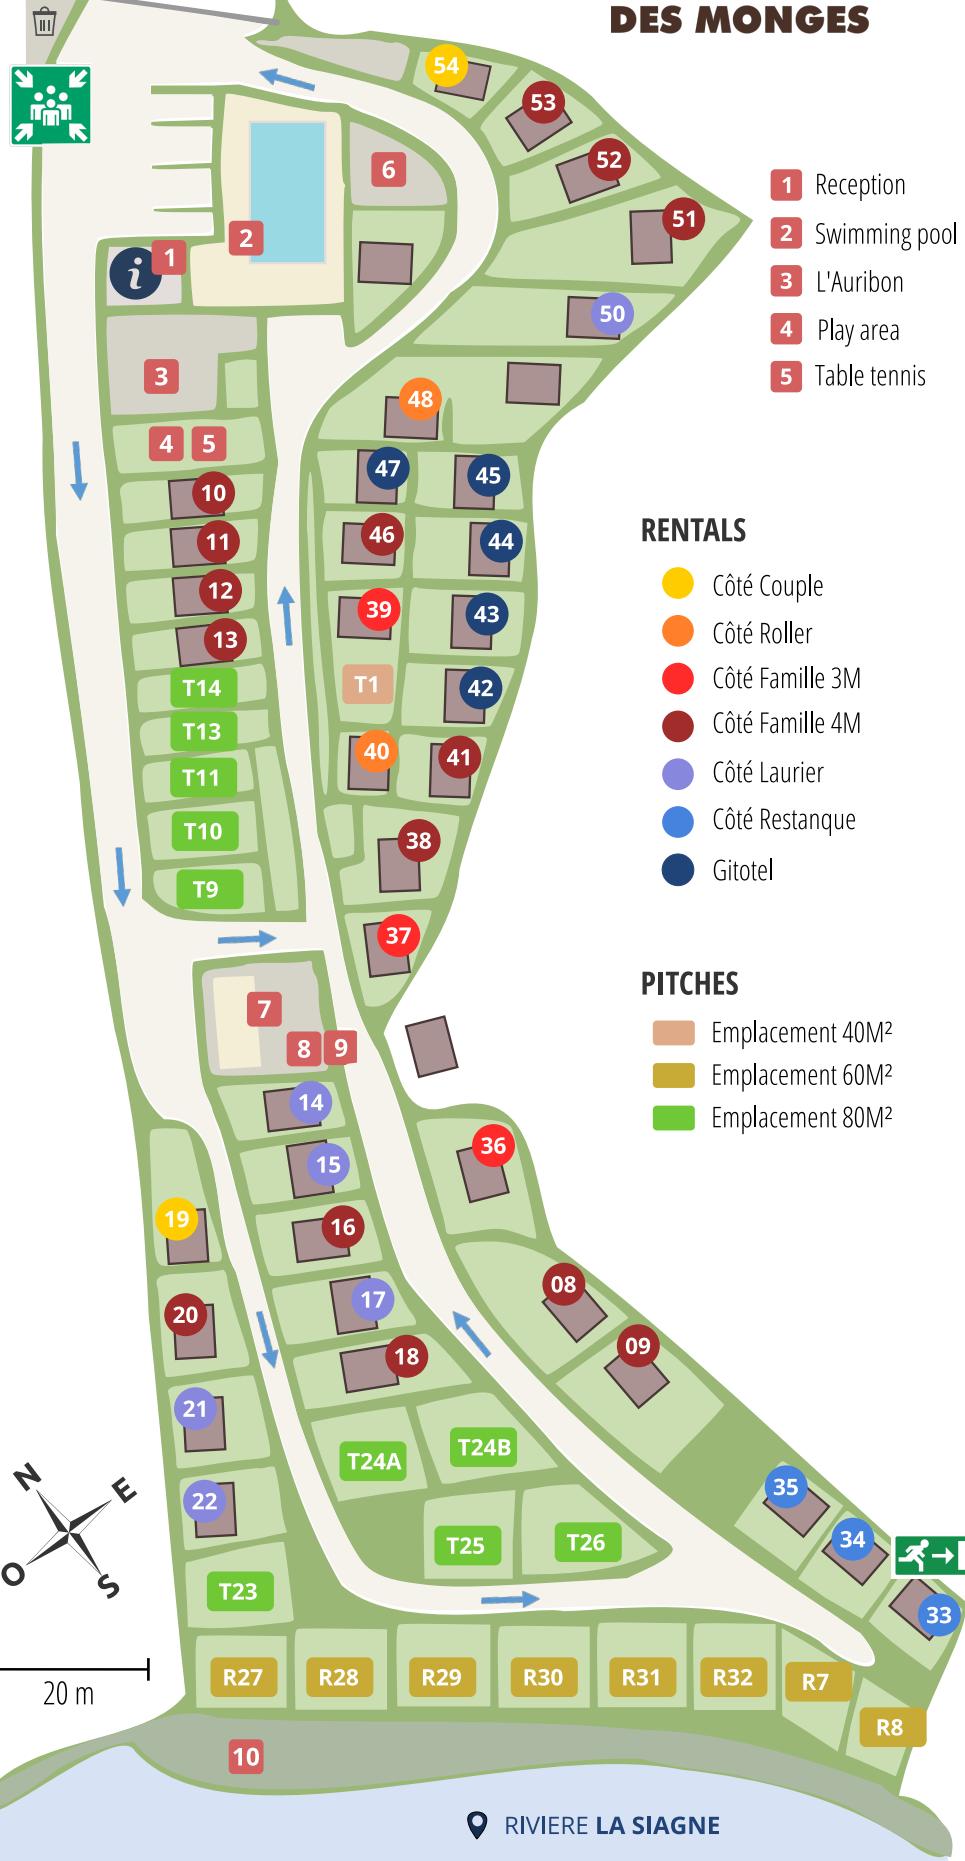 DES MONGES
54
53
52
51
50
6
2
1
i
3
4 5
48
47
45
46
44
39
43
T1
42
40
41
38
37
10
11
12
13
T14
T13
T11
T10
T9
7
8 9
14
15
16
17
18
19
20
21
22
36
08
09
35
34
33
T24A
T24B
T25
T26
T23
R27
R28
R29
R30
R31
R32
R7
R8
10
1 Reception
2 Swimming pool
3 L'Auribon
4 Play area
5 Table tennis
RENTALS
Côté Couple
Côté Roller
Côté Famille 3M
Côté Famille 4M
Côté Laurier
Côté Restanque
Gitotel
PITCHES
Emplacement 40M²
Emplacement 60M²
Emplacement 80M²
N
E
O
S
20 m
RIVIERE LA SIAGNE